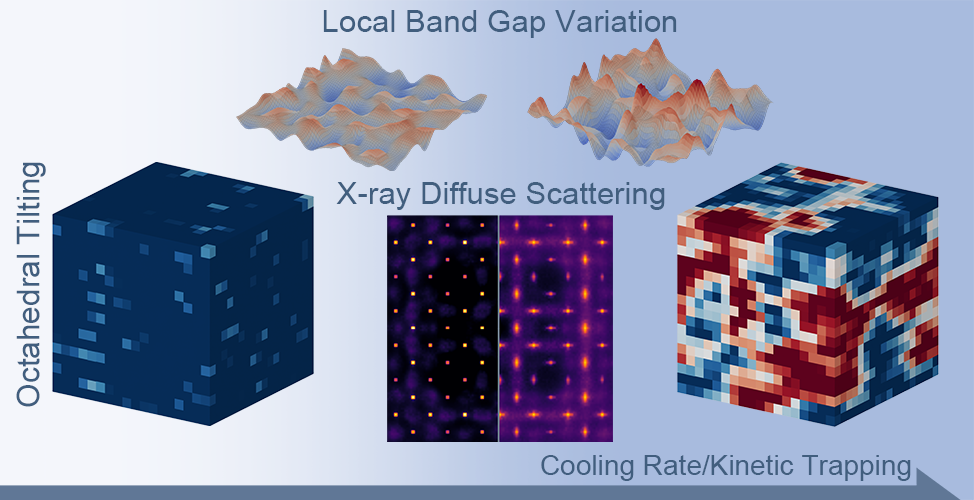 Local Band Gap Variation
X-ray Diffuse Scattering
Octahedral Tilting
Cooling Rate/Kinetic Trapping